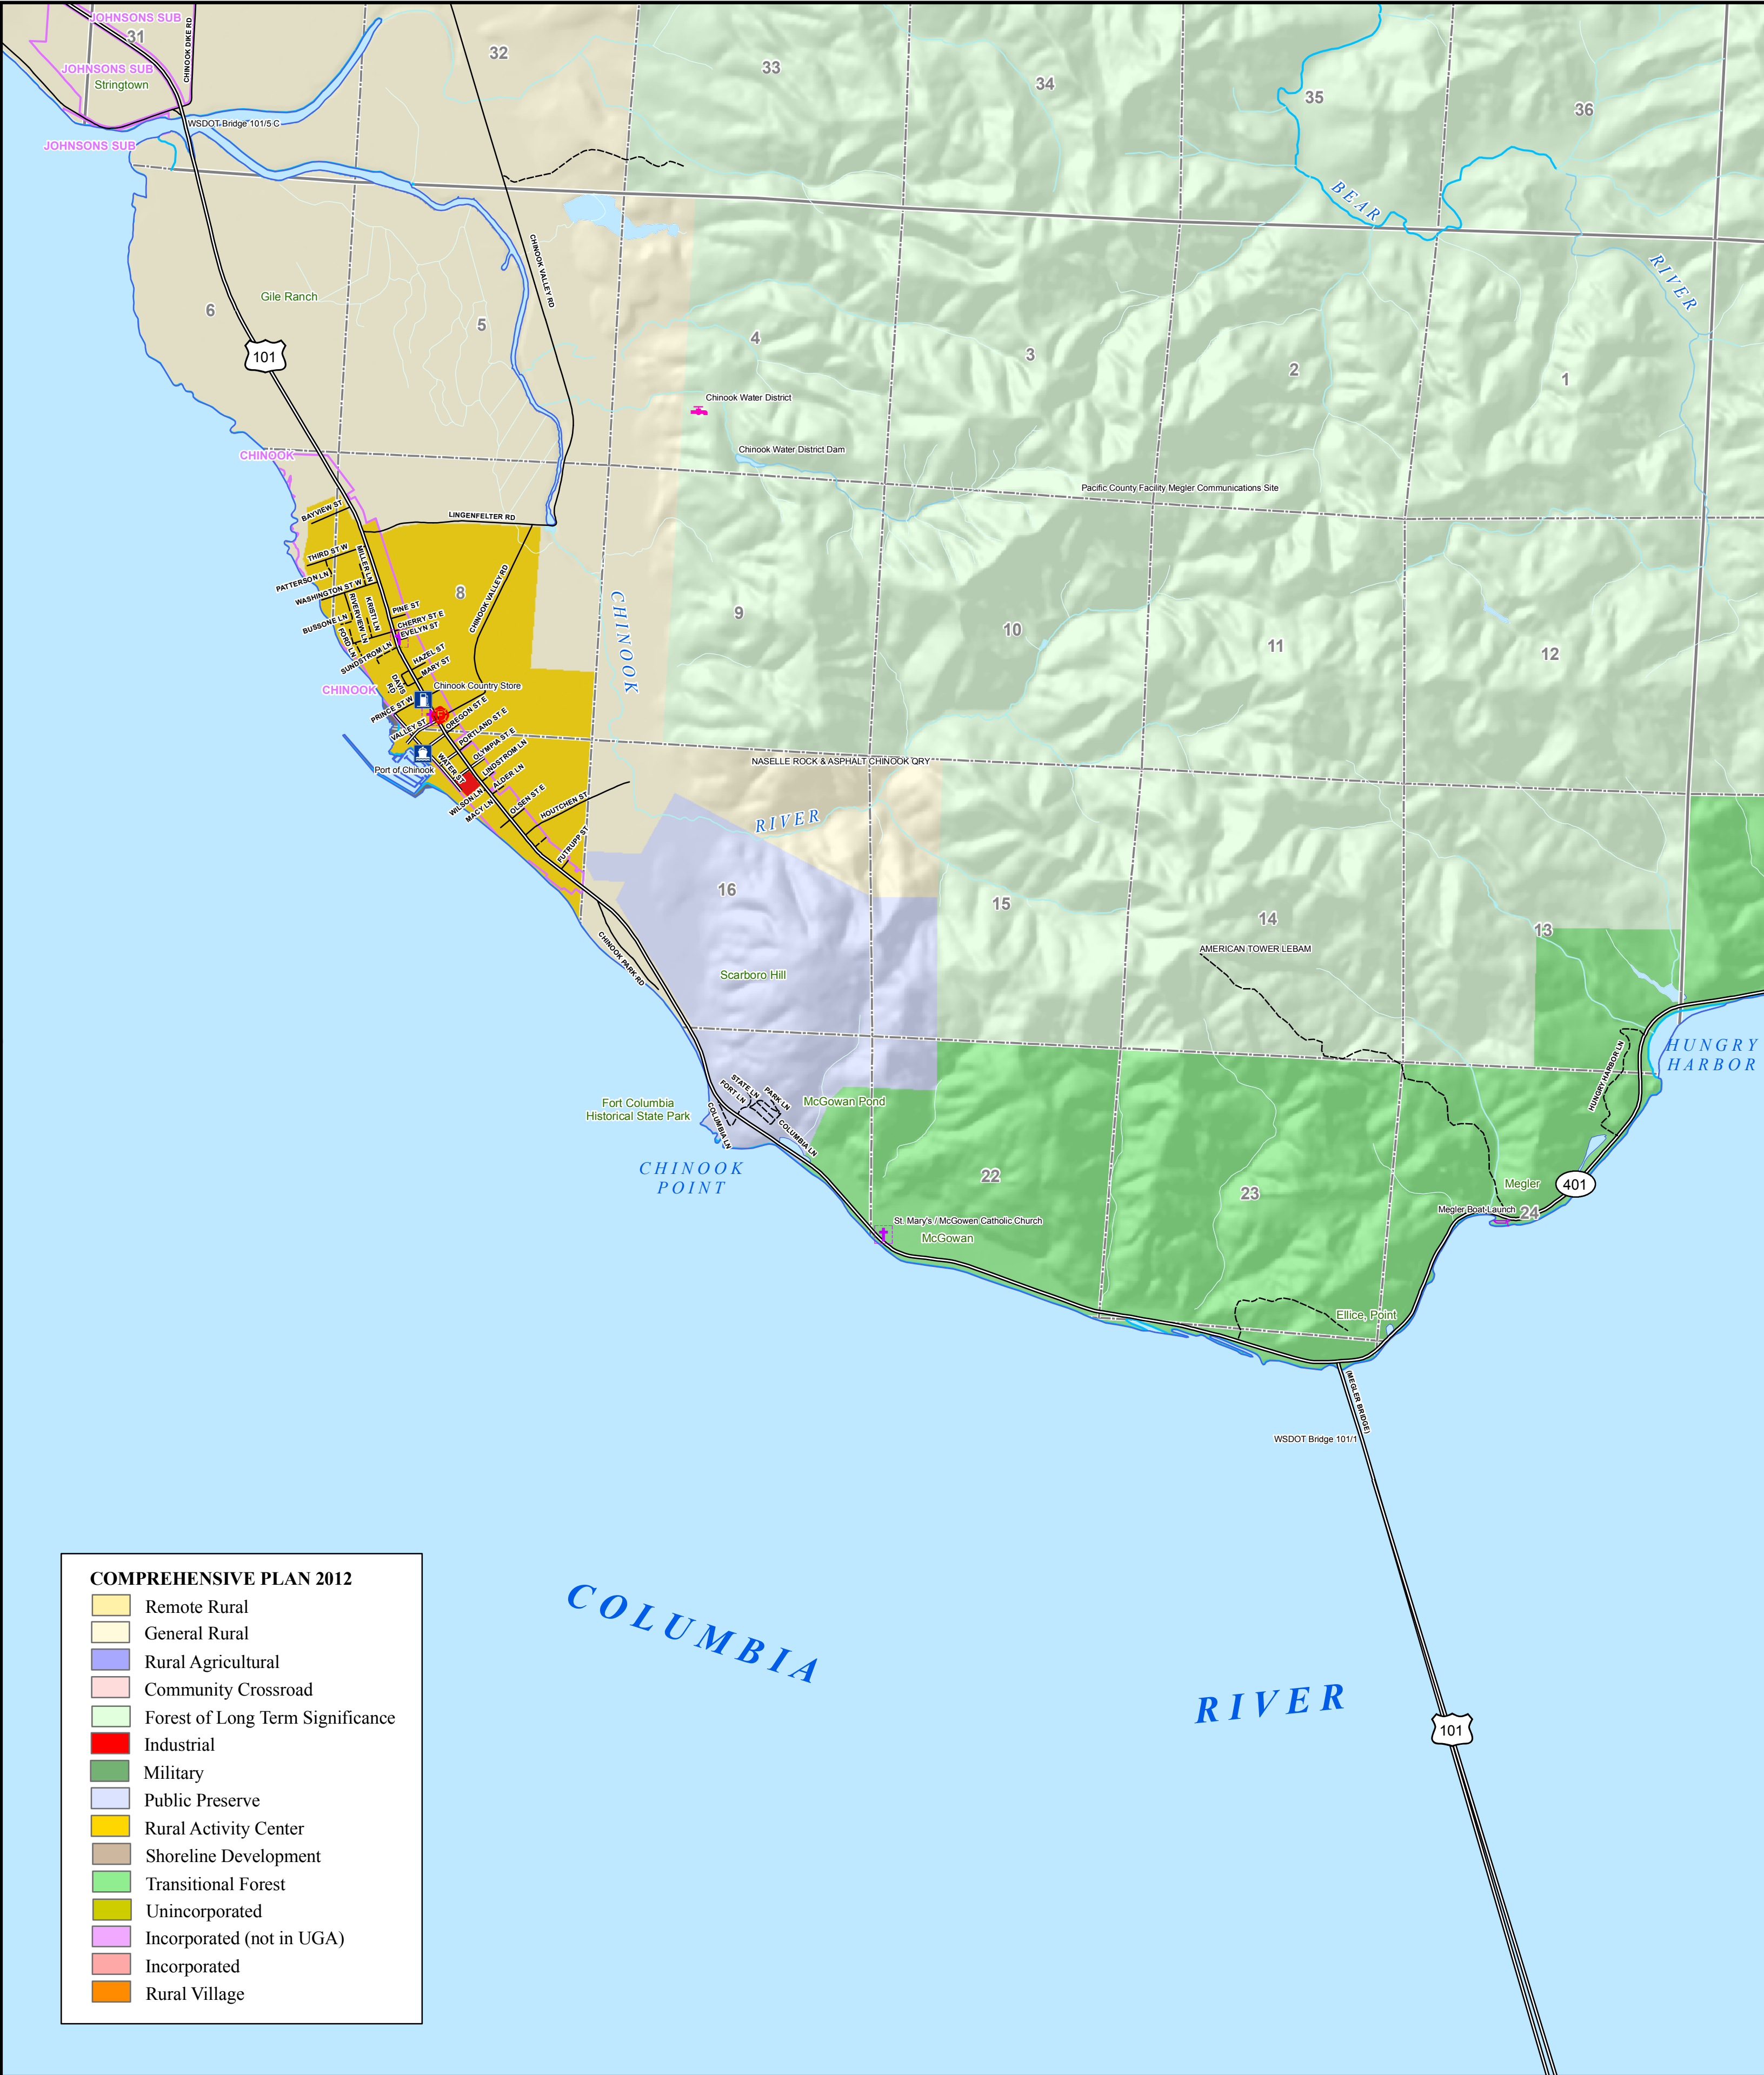 JOHNSONS SUB
31
CHINOOK DIKE RD
32
33
34
35
36
JOHNSONS SUB
Stringtown
WSDOT Bridge 101/5 C
JOHNSONS SUB
BEAR
RIVER
CHINOOK VALLEY RD
Gile Ranch
6
5
4
3
2
1
101
Chinook Water District
Chinook Water District Dam
CHINOOK
Pacific County Facility Megler Communications Site
BAYVIEW ST
LINGENFELTER RD
THIRD ST W
MILLER LN
PATTERSON LN
WASHINGTON ST W
8
CHINOOK VALLEY RD
RIVERVIEW LN
KRISTI LN
PINE ST
CHERRY ST E
EVELYN ST
BUSSONE LN
FORD LN
SUNDSTROM LN
HAZEL ST
MARY ST
CHINOOK
9
10
11
12
CHINOOK
DAVIS RD
Chinook Country Store
PRINCE ST W
OREGON ST E
VALLEY ST
PORTLAND ST E
OLYMPIA ST E
LINDSTROM LN
Port of Chinook
WATER ST
ALDER LN
WILSON LN
MACY LN
OLSEN ST E
HOUTCHEN ST
PUTRUPP ST
NASELLE ROCK & ASPHALT CHINOOK QRY
RIVER
16
15
14
13
CHINOOK PARK RD
Scarboro Hill
AMERICAN TOWER LEBAM
HUNGRY
HARBOR
HUNGRY HARBOR LN
STATE LN
FORT LN
PARK LN
COLUMBIA LN
COLUMBIA LN
McGowan Pond
Fort Columbia
Historical State Park
CHINOOK
POINT
22
23
Megler
401
Megler Boat Launch
24
St. Mary's / McGowen Catholic Church
McGowan
Ellice, Point
(MEGLER BRIDGE)
WSDOT Bridge 101/1
COLUMBIA
RIVER
101
COMPREHENSIVE PLAN 2012
Remote Rural
General Rural
Rural Agricultural
Community Crossroad
Forest of Long Term Significance
Industrial
Military
Public Preserve
Rural Activity Center
Shoreline Development
Transitional Forest
Unincorporated
Incorporated (not in UGA)
Incorporated
Rural Village